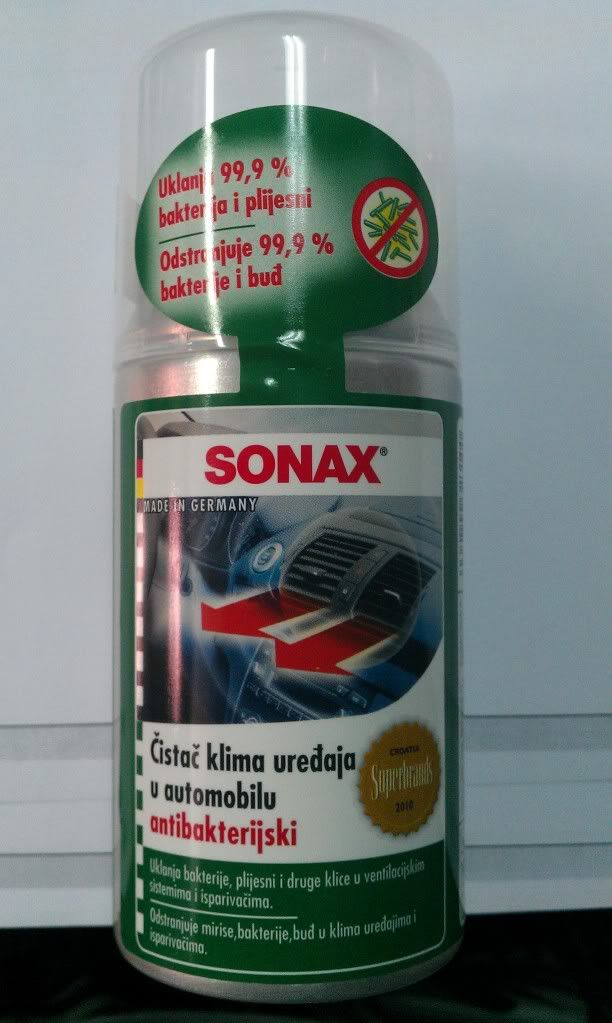 Uklanja 99,9 %
bakterija i plijesni
Odstranjuje 99,9 %
bakterije i buđ
SONAX®
MADE IN GERMANY
Čistač klima uređaja
u automobilu
antibakterijski
CROATIA
Superbrands
2010
Uklanja bakterije, plijesni i druge klice u ventilacijskim
sistemima i isparivačima.
Odstranjuje mirise,bakterije,buđ u klima uređajima i
isparivačima.